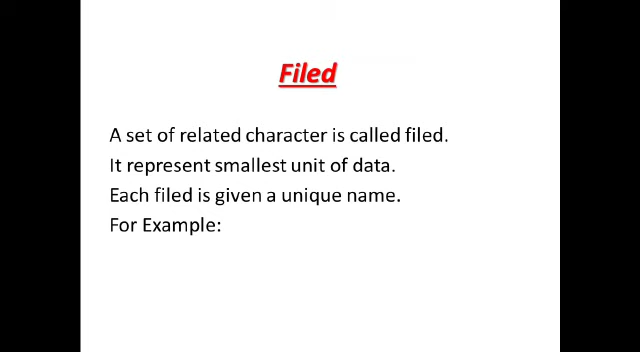 Filed
A set of related character is called filed.
It represent smallest unit of data.
Each filed is given a unique name.
For Example: